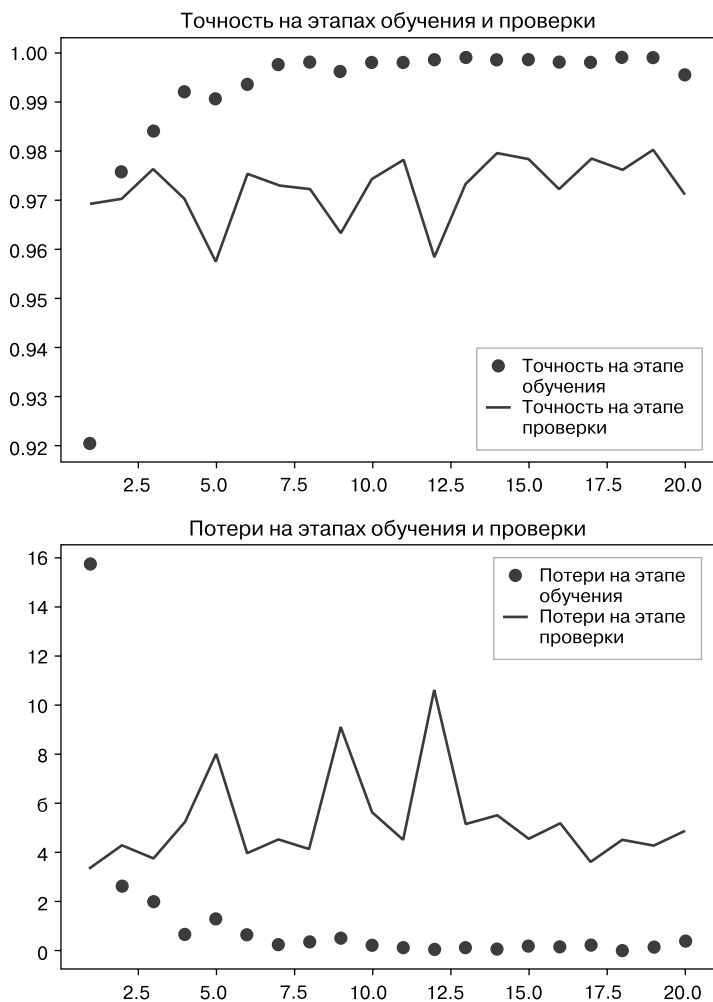 Точность на этапах обучения и проверки
1.00
0.99
0.98
0.97
0.96
0.95
0.94
0.93
0.92
Точность на этапе
обучения
Точность на этапе
проверки
2.5 5.0 7.5 10.0 12.5 15.0 17.5 20.0
Потери на этапах обучения и проверки
16
14
12
10
8
6
4
2
0
Потери на этапе
обучения
Потери на этапе
проверки
2.5 5.0 7.5 10.0 12.5 15.0 17.5 20.0